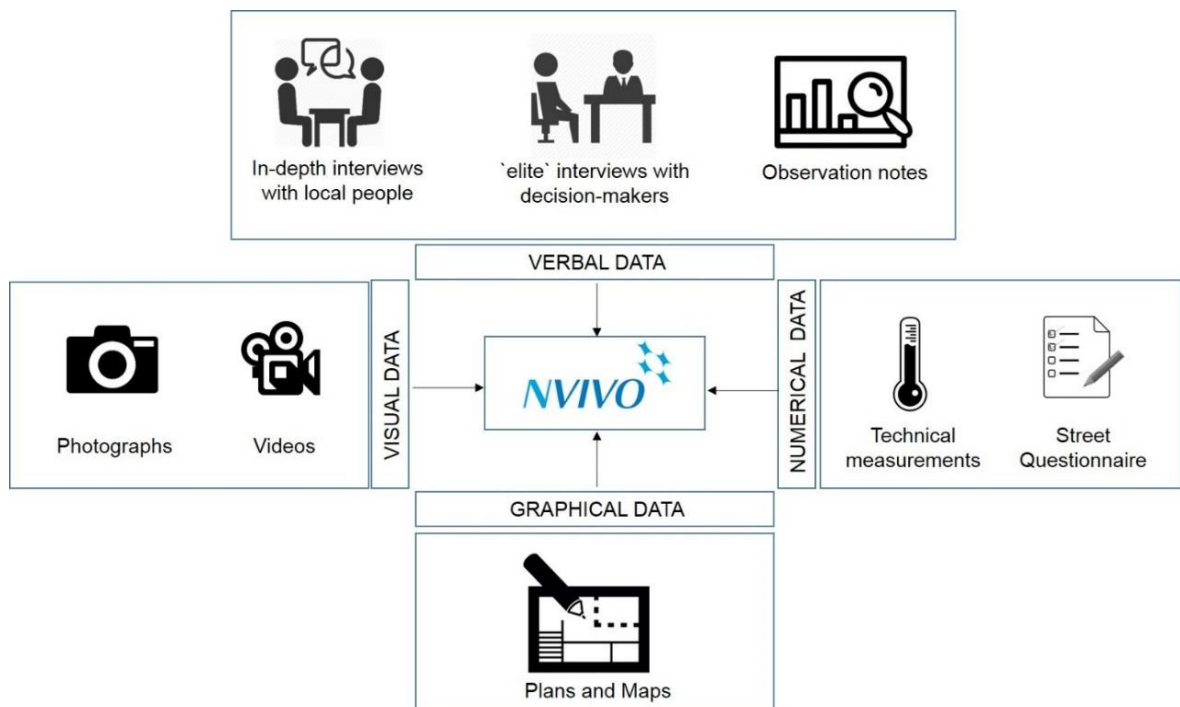 In-depth interviews
with local people
`elite` interviews with
decision-makers
Observation notes
VERBAL DATA
VISUAL DATA
Photographs
Videos
NVIVO
NUMERICAL DATA
Technical
measurements
Street
Questionnaire
GRAPHICAL DATA
Plans and Maps